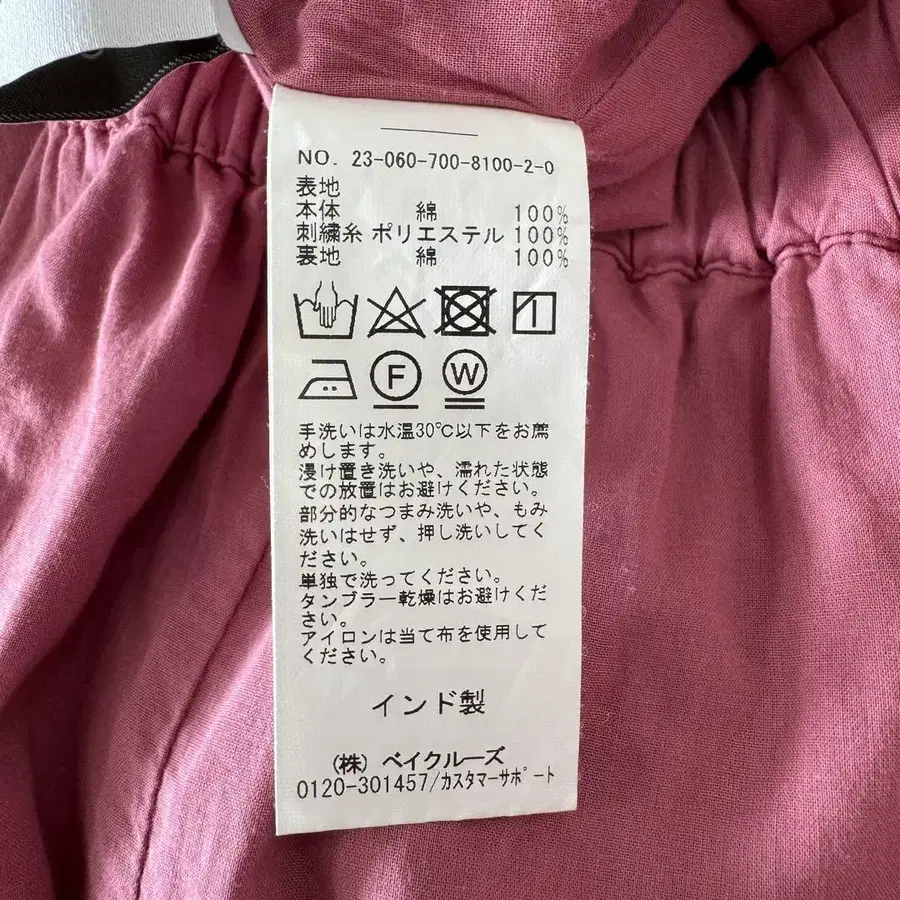 NO. 23-060-700-8100-2-0
表地
本体 綿 100%
刺繍糸 ポリエステル 100%
裏地 綿 100%
F W
手洗いは水温30℃以下をお薦
めします。
浸け置き洗いや、濡れた状態
での放置はお避けください。
部分的なつまみ洗いや、もみ
洗いはせず、押し洗いしてく
ださい。
単独で洗ってください。
タンブラー乾燥はお避けくだ
さい。
アイロンは当て布を使用して
ください。
インド製
(株) ベイクルーズ
0120-301457/カスタマーサポート